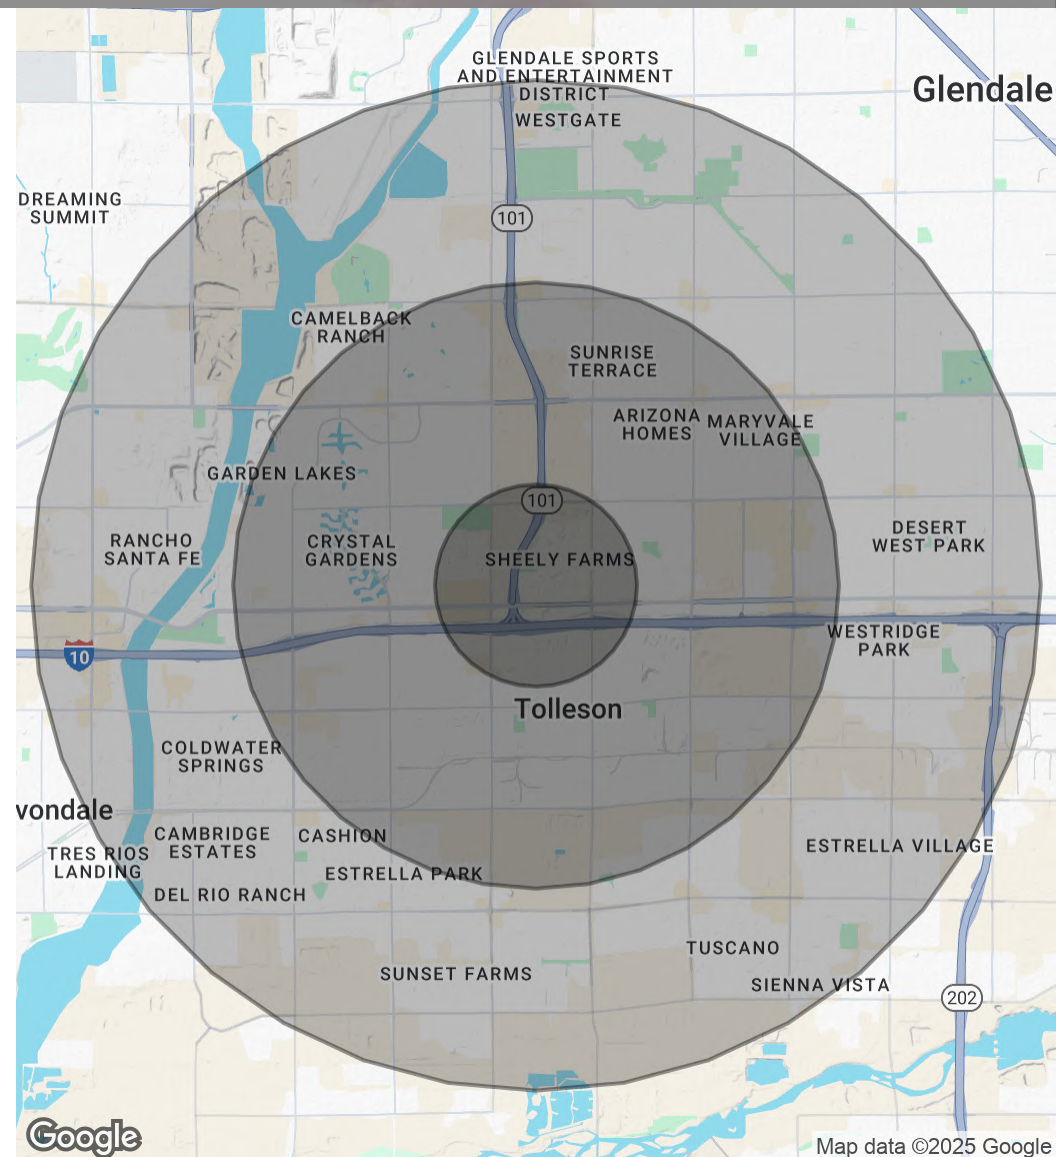 GLENDALE SPORTS
AND ENTERTAINMENT
DISTRICT
WESTGATE
Glendale
DREAMING
SUMMIT
101
CAMELBACK
RANCH
SUNRISE
TERRACE
ARIZONA
HOMES
MARYVALE
VILLAGE
GARDEN LAKES
101
RANCHO
SANTA FE
CRYSTAL
GARDENS
SHEELY FARMS
DESERT
WEST PARK
10
WESTRIDGE
PARK
Tolleson
COLDWATER
SPRINGS
vondale
CAMBRIDGE
ESTATES
CASHION
ESTRELLA VILLAGE
TRES RIOS
LANDING
ESTRELLA PARK
DEL RIO RANCH
TUSCANO
SUNSET FARMS
SIENNA VISTA
202
Google
Map data ©2025 Google